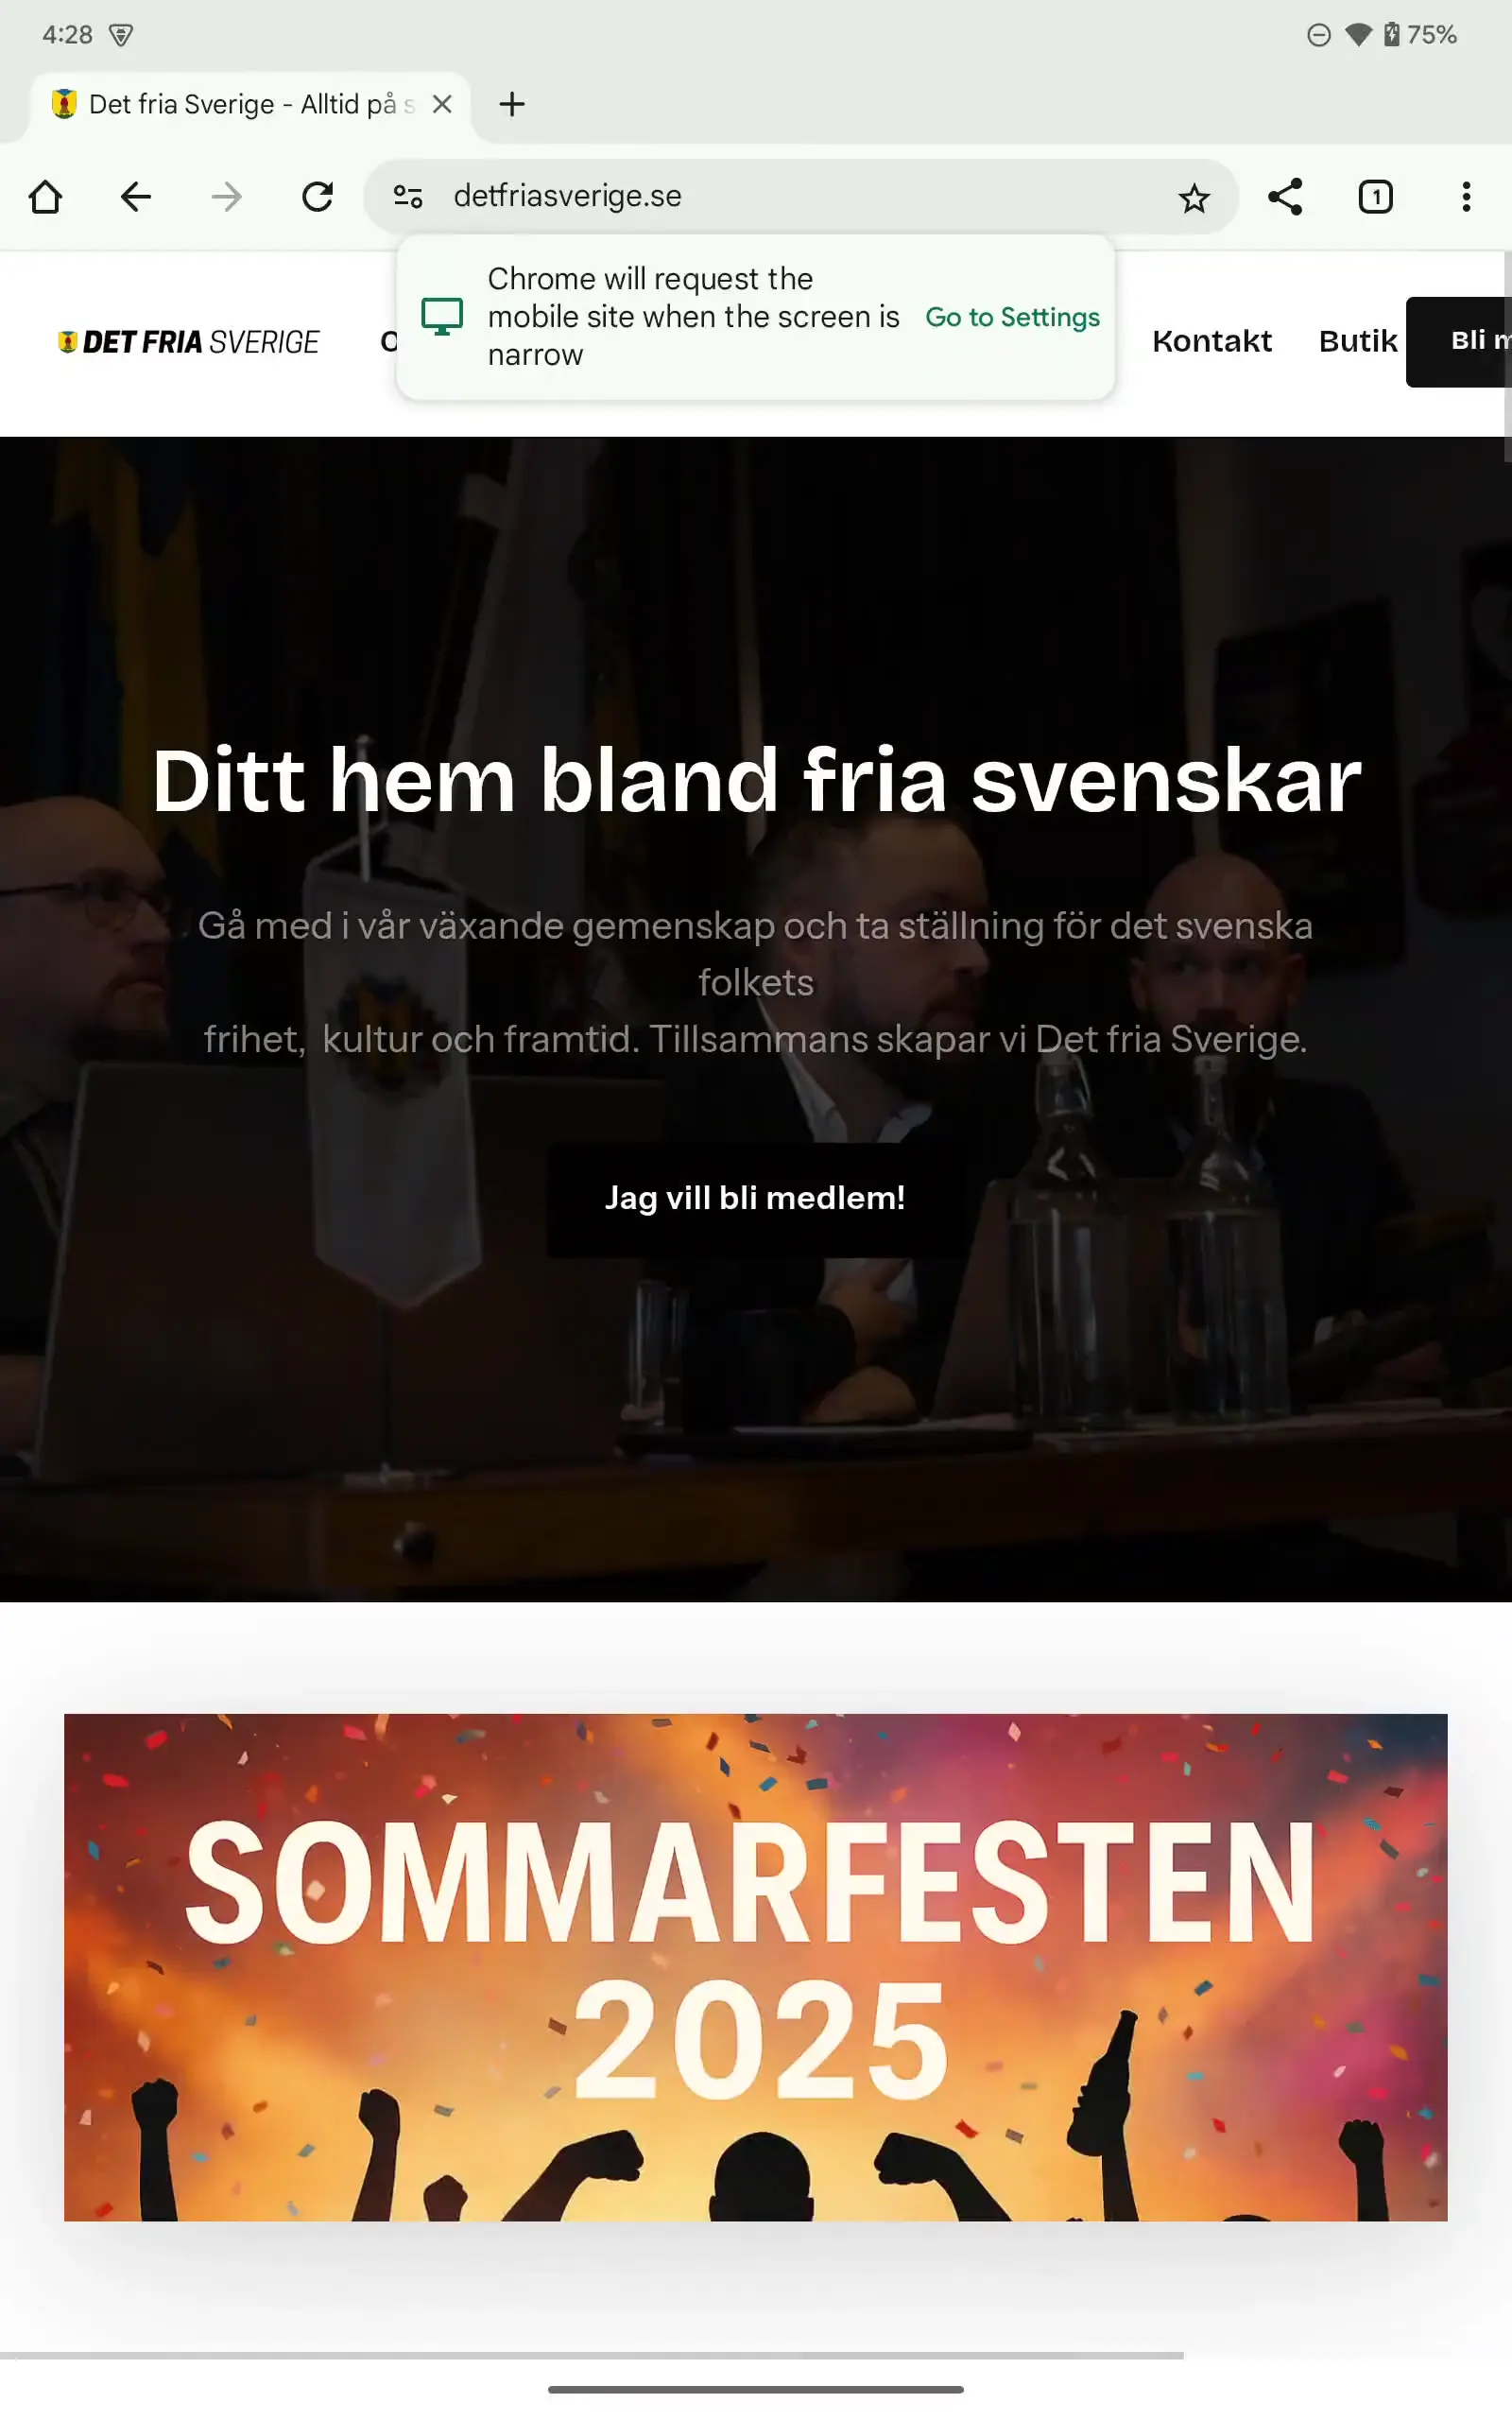 4:28
75%
Det fria Sverige - Alltid på s
detfriasverige.se
1
Chrome will request the
mobile site when the screen is
narrow
Go to Settings
DET FRIA SVERIGE
Kontakt
Butik
Bli m
Ditt hem bland fria svenskar
Gå med i vår växande gemenskap och ta ställning för det svenska
folkets
frihet, kultur och framtid. Tillsammans skapar vi Det fria Sverige.
Jag vill bli medlem!
SOMMARFESTEN
2025